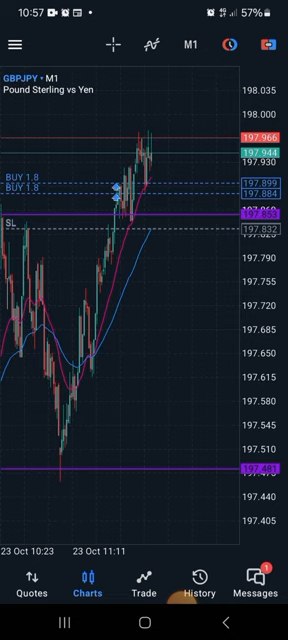 10:57
57%
M1
GBPJPY • M1
Pound Sterling vs Yen
198.035
198.000
197.966
197.944
197.930
BUY 1.8
197.899
BUY 1.8
197.884
197.853
SL
197.832
197.790
197.755
197.720
197.685
197.650
197.615
197.580
197.545
197.510
197.481
197.440
197.405
23 Oct 10:23
23 Oct 11:11
Quotes
Charts
Trade
History
Messages
1